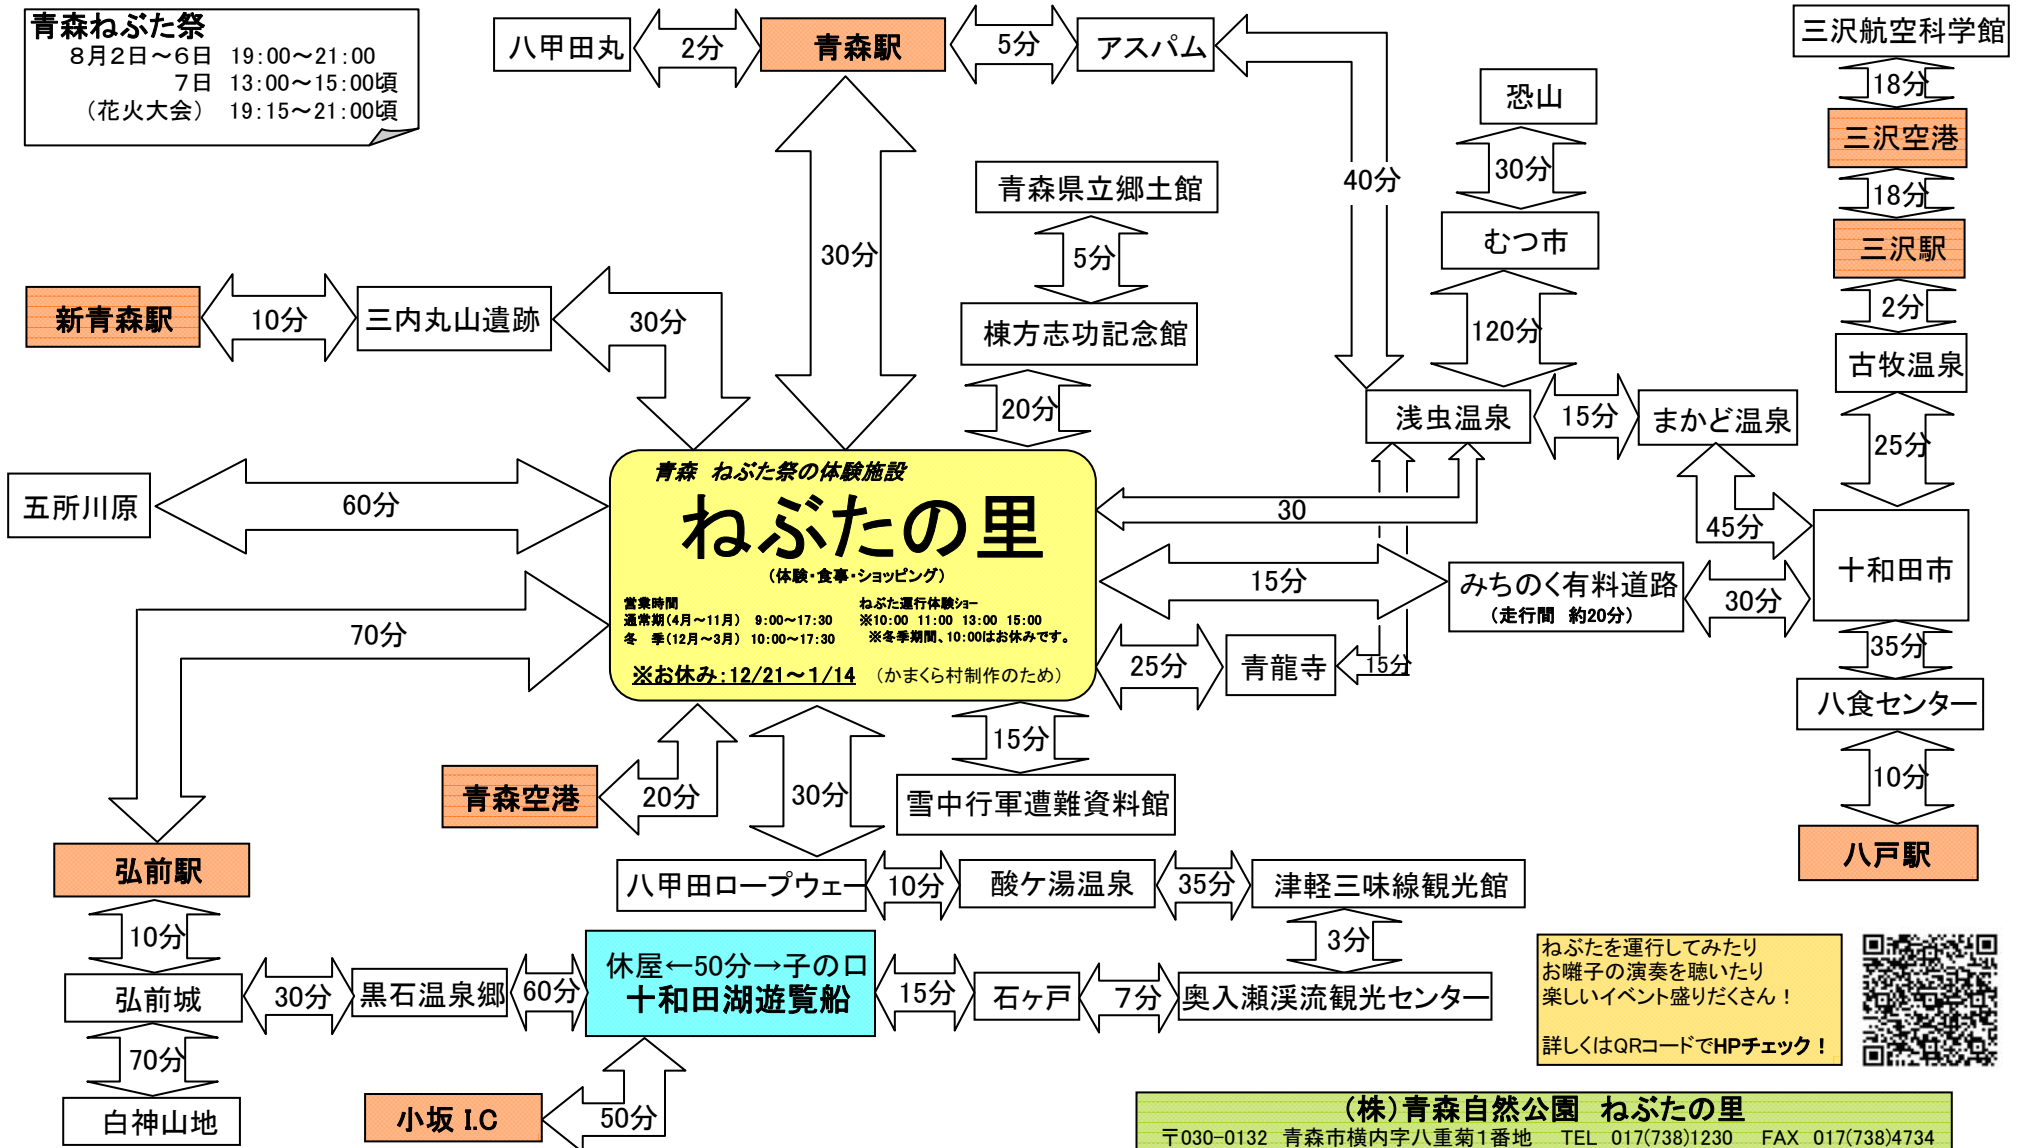 青森ねぶた祭
8月2日～6日 19:00～21:00
7日 13:00～15:00頃
(花火大会) 19:15～21:00頃
八甲田丸
2分
青森駅
5分
アスパム
三沢航空科学館
18分
三沢空港
18分
三沢駅
2分
古牧温泉
25分
恐山
30分
むつ市
120分
40分
青森県立郷土館
5分
棟方志功記念館
20分
30分
新青森駅
10分
三内丸山遺跡
30分
浅虫温泉
15分
まかど温泉
45分
十和田市
五所川原
60分
青森 ねぶた祭の体験施設
ねぶたの里
(体験・食事・ショッピング)
営業時間
通常期(4月～11月) 9:00～17:30
冬 季(12月～3月) 10:00～17:30
ねぶた運行体験ショー
※10:00 11:00 13:00 15:00
※冬季期間、10:00はお休みです。
※お休み:12/21～1/14 (かまくら村制作のため)
30
15分
みちのく有料道路
(走行間 約20分)
30分
35分
八食センター
10分
八戸駅
25分
青龍寺
15分
70分
15分
雪中行軍遭難資料館
青森空港
20分
30分
弘前駅
八甲田ロープウェー
10分
酸ケ湯温泉
35分
津軽三味線観光館
3分
10分
弘前城
30分
黒石温泉郷
60分
休屋←50分→子の口
十和田湖遊覧船
15分
石ヶ戸
7分
奥入瀬渓流観光センター
70分
白神山地
小坂 I.C
50分
ねぶたを運行してみたり
お囃子の演奏を聴いたり
楽しいイベント盛りだくさん！
詳しくはQRコードでHPチェック！
(株)青森自然公園 ねぶたの里
〒030-0132 青森市横内字八重菊1番地 TEL 017(738)1230 FAX 017(738)4734